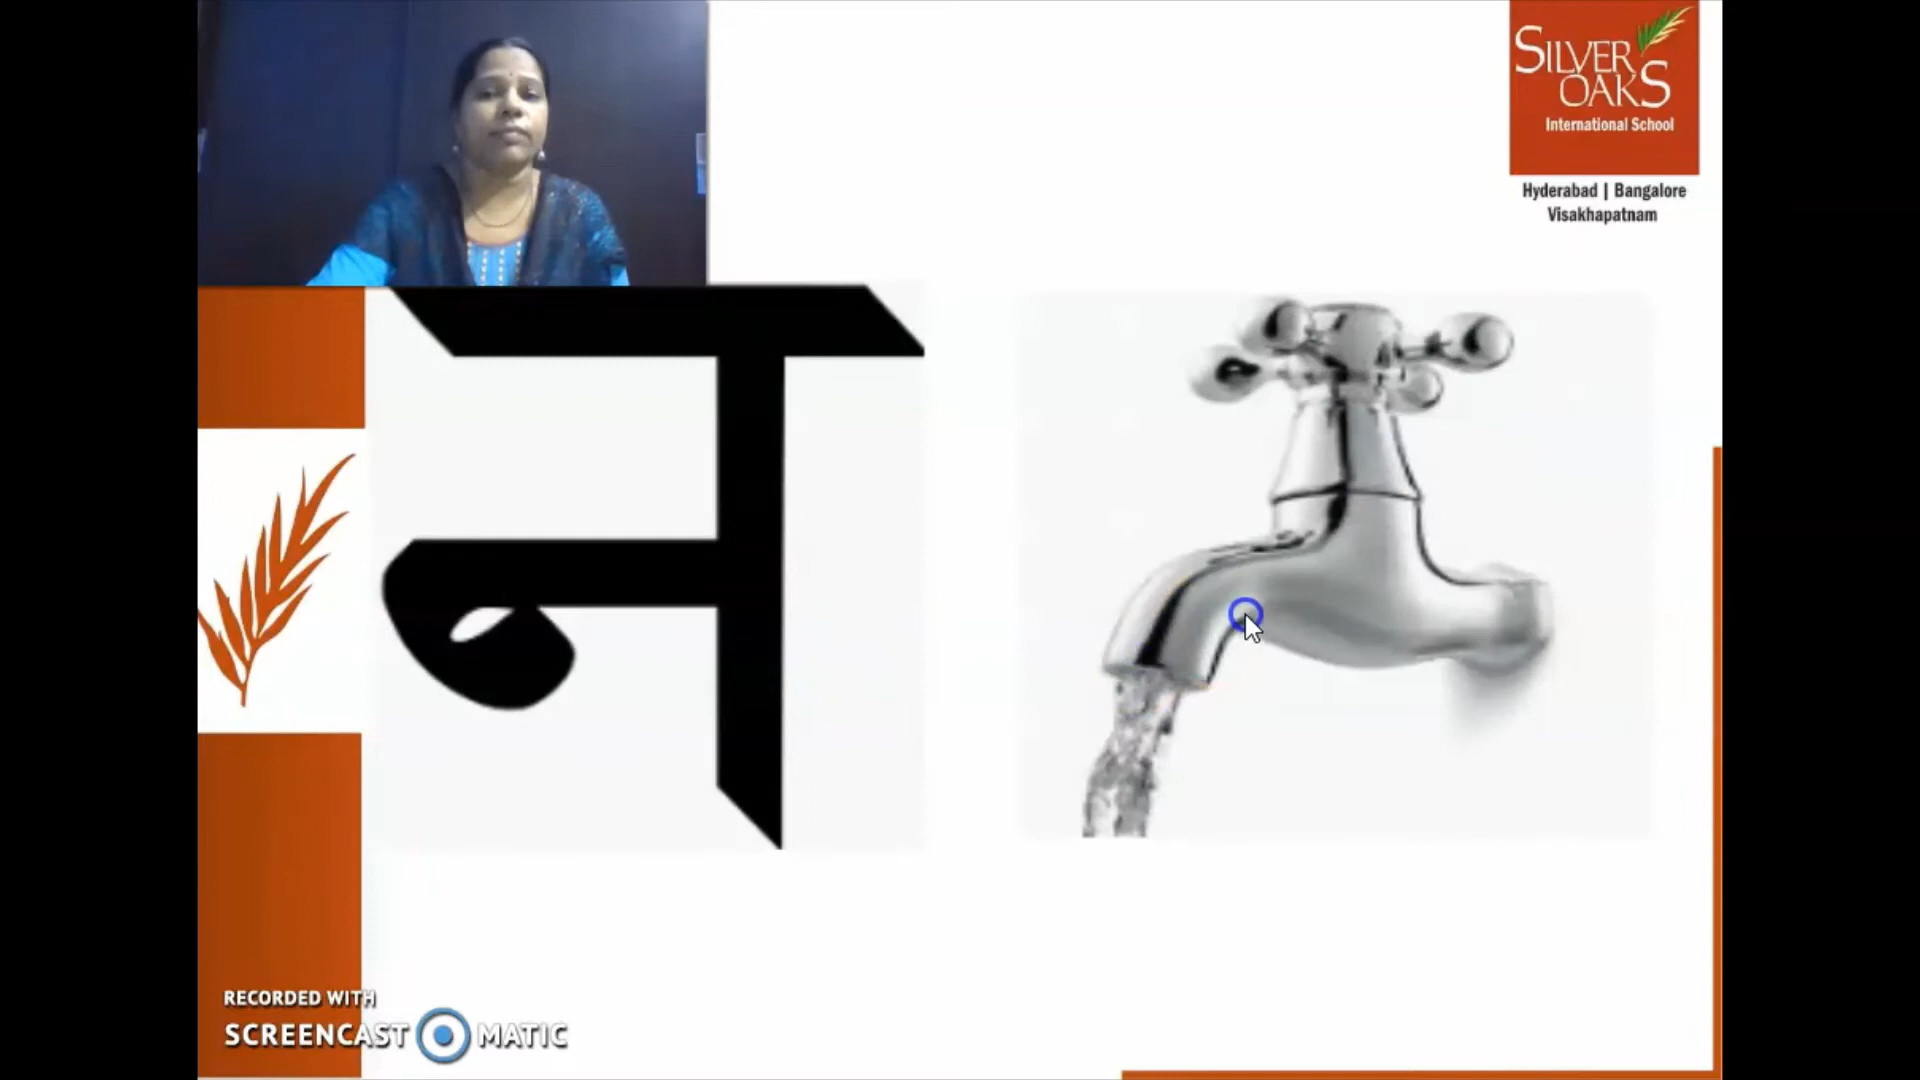 SILVER
OAKS
International School
Hyderabad | Bangalore
Visakhapatnam
न
RECORDED WITH
SCREENCAST MATIC